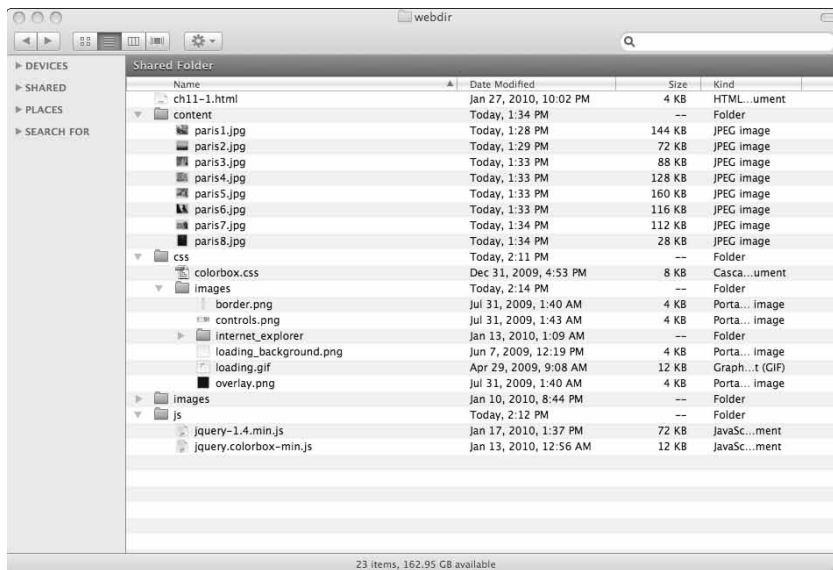 webdir
DEVICES
SHARED
PLACES
SEARCH FOR
Shared Folder
Name Date Modified Size Kind
ch11-1.html Jan 27, 2010, 10:02 PM 4 KB HTML...ument
content Today, 1:34 PM -- Folder
paris1.jpg Today, 1:28 PM 144 KB JPEG image
paris2.jpg Today, 1:29 PM 72 KB JPEG image
paris3.jpg Today, 1:33 PM 88 KB JPEG image
paris4.jpg Today, 1:33 PM 128 KB JPEG image
paris5.jpg Today, 1:33 PM 160 KB JPEG image
paris6.jpg Today, 1:33 PM 116 KB JPEG image
paris7.jpg Today, 1:34 PM 112 KB JPEG image
paris8.jpg Today, 1:34 PM 28 KB JPEG image
css Today, 2:11 PM -- Folder
colorbox.css Dec 31, 2009, 4:53 PM 8 KB Casca...ument
images Today, 2:14 PM -- Folder
border.png Jul 31, 2009, 1:40 AM 4 KB Porta... image
controls.png Jul 31, 2009, 1:43 AM 4 KB Porta... image
internet_explorer Jan 13, 2010, 1:09 AM -- Folder
loading_background.png Jun 7, 2009, 12:19 PM 4 KB Porta... image
loading.gif Apr 29, 2009, 9:08 AM 12 KB Graph...t (GIF)
overlay.png Jul 31, 2009, 1:40 AM 4 KB Porta... image
images Jan 10, 2010, 8:44 PM -- Folder
js Today, 2:12 PM -- Folder
jquery-1.4.min.js Jan 17, 2010, 1:37 PM 72 KB JavaSc...ment
jquery.colorbox-min.js Jan 13, 2010, 12:56 AM 12 KB JavaSc...ment
23 items, 162.95 GB available